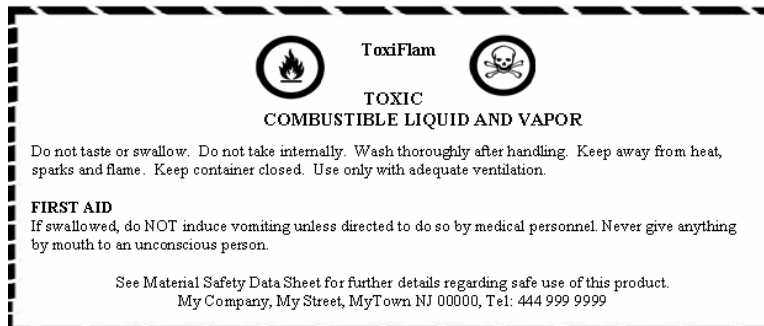 ToxiFlam
TOXIC
COMBUSTIBLE LIQUID AND VAPOR
Do not taste or swallow. Do not take internally. Wash thoroughly after handling. Keep away from heat,
sparks and flame. Keep container closed. Use only with adequate ventilation.
FIRST AID
If swallowed, do NOT induce vomiting unless directed to do so by medical personnel. Never give anything
by mouth to an unconscious person.
See Material Safety Data Sheet for further details regarding safe use of this product.
My Company, My Street, MyTown NJ 00000, Tel: 444 999 9999